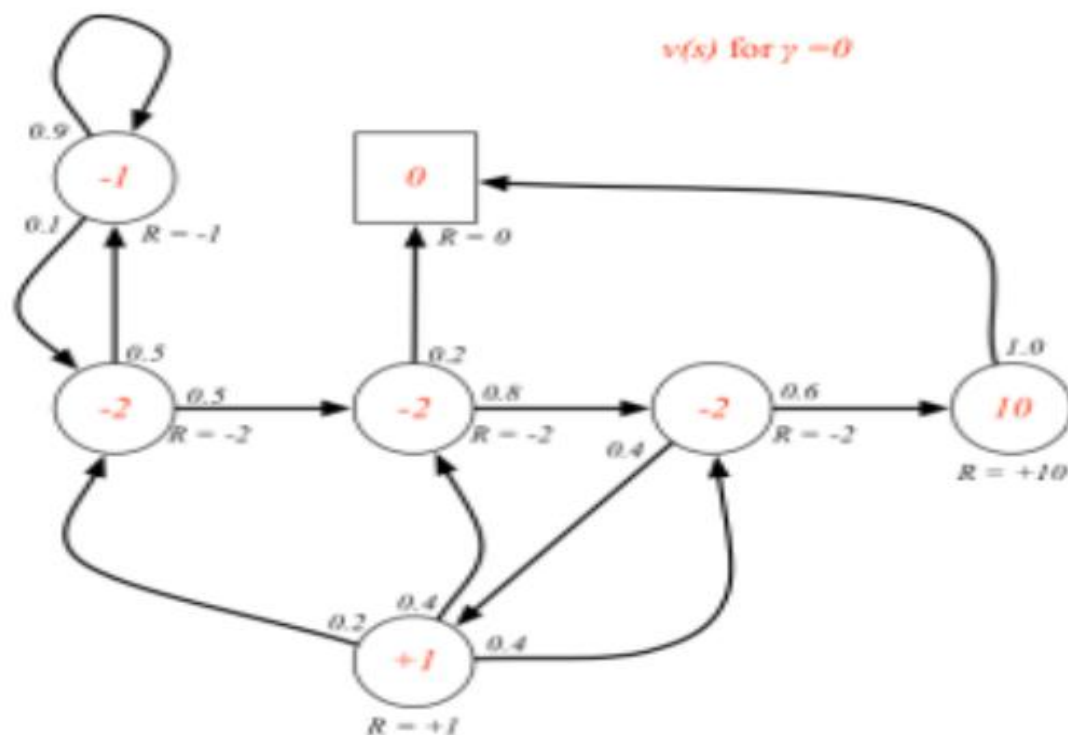 v(s) for γ =0
0.9
-1
0
0.1
R = -1
R = 0
0.5
0.2
1.0
-2
0.5
-2
0.8
-2
0.6
10
R = -2
R = -2
0.4
R = -2
R = +10
0.2
0.4
0.4
+1
R = +1